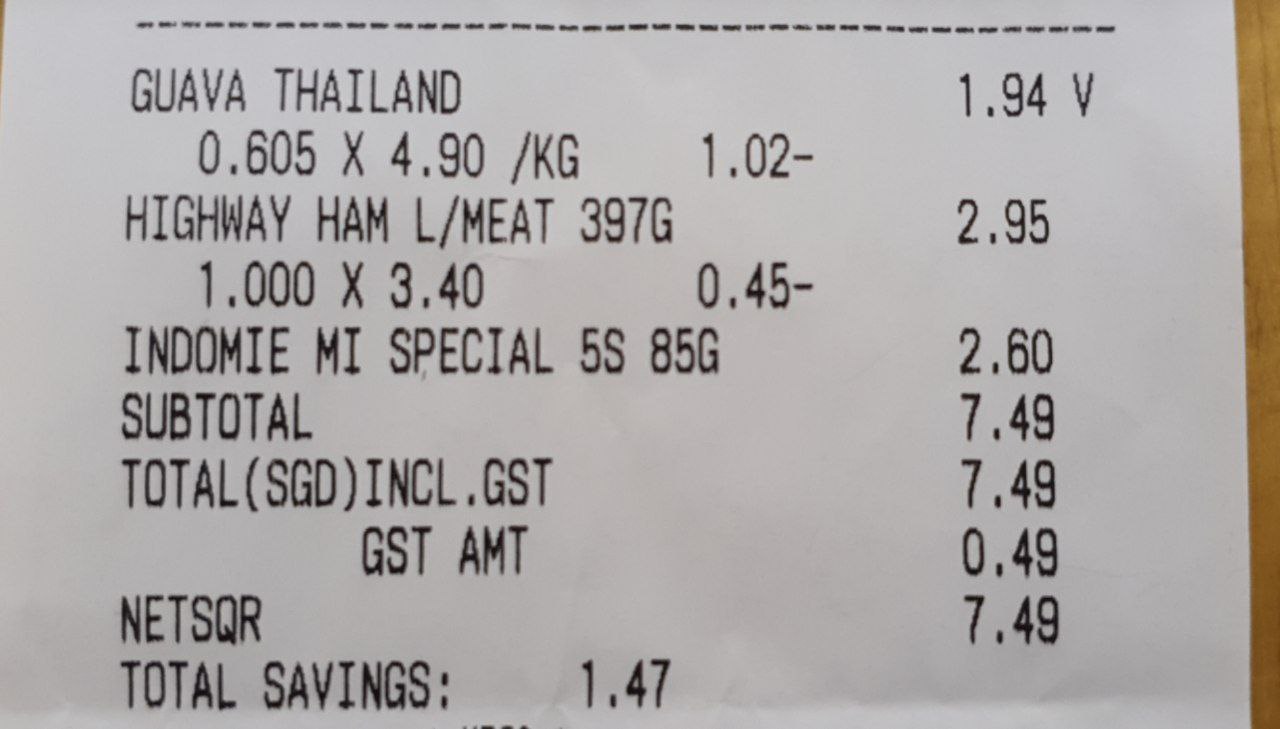 GUAVA THAILAND 1.94 V
0.605 X 4.90 /KG 1.02-
HIGHWAY HAM L/MEAT 397G 2.95
1.000 X 3.40 0.45-
INDOMIE MI SPECIAL 5S 85G 2.60
SUBTOTAL 7.49
TOTAL(SGD)INCL.GST 7.49
GST AMT 0.49
NETSQR 7.49
TOTAL SAVINGS: 1.47